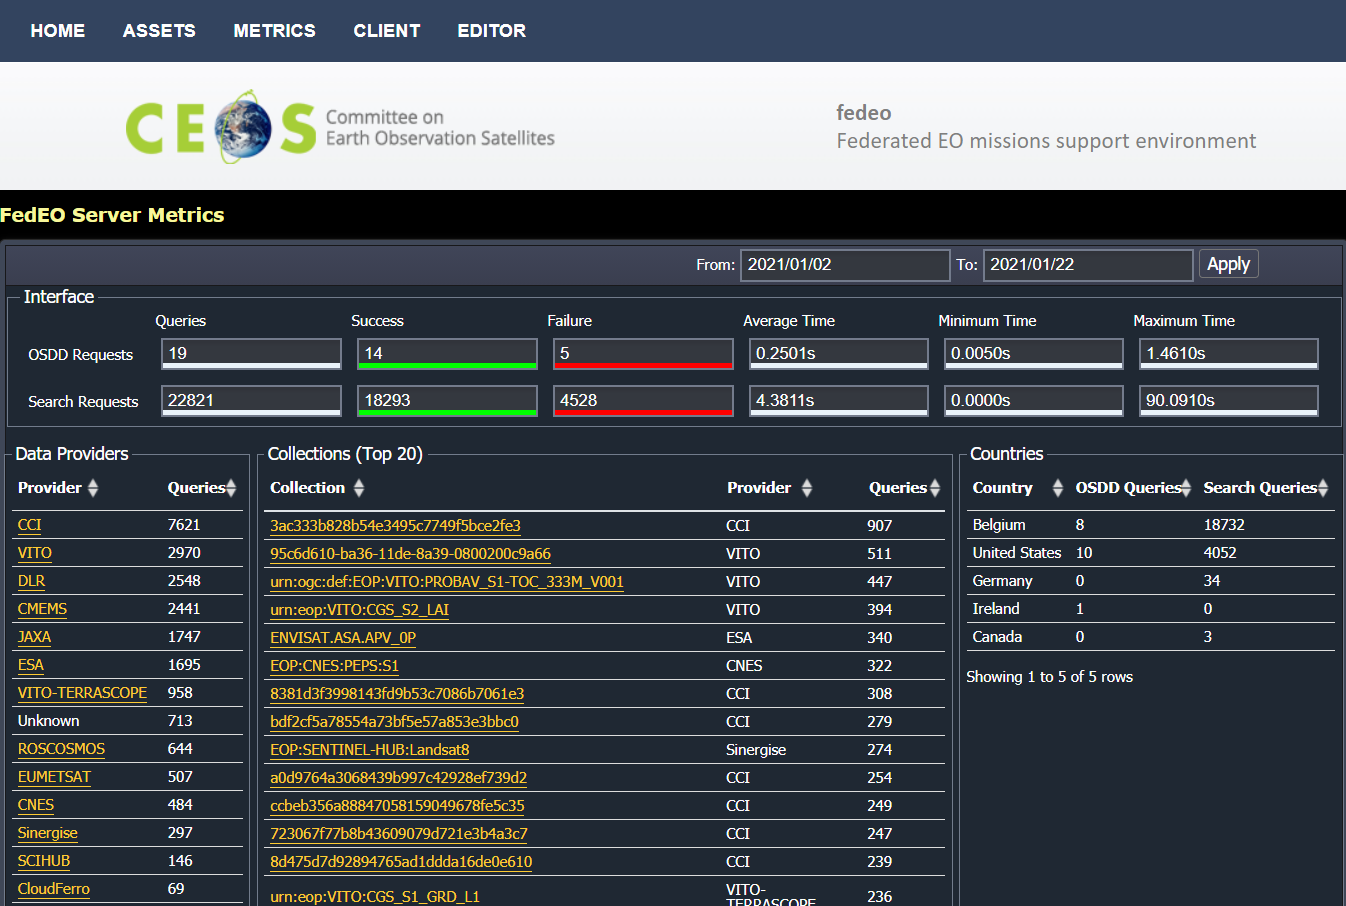 HOME ASSETS METRICS CLIENT EDITOR
CEOS Committee on
Earth Observation Satellites
fedeo
Federated EO missions support environment
FedEO Server Metrics
From: 2021/01/02 To: 2021/01/22 Apply
Interface
Queries Success Failure Average Time Minimum Time Maximum Time
OSDD Requests 19 14 5 0.2501s 0.0050s 1.4610s
Search Requests 22821 18293 4528 4.3811s 0.0000s 90.0910s
Data Providers
Provider Queries
CCI 7621
VITO 2970
DLR 2548
CMEMS 2441
JAXA 1747
ESA 1695
VITO-TERRASCOPE 958
Unknown 713
ROSCOSMOS 644
EUMETSAT 507
CNES 484
Sinergise 297
SCIHUB 146
CloudFerro 69
Collections (Top 20)
Collection Provider Queries
3ac333b828b54e3495c7749f5bce2fe3 CCI 907
95c6d610-ba36-11de-8a39-0800200c9a66 VITO 511
urn:ogc:def:EOP:VITO:PROBAV_S1-TOC_333M_V001 VITO 447
urn:eop:VITO:CGS_S2_LAI VITO 394
ENVISAT.ASA.APV_0P ESA 340
EOP:CNES:PEPS:S1 CNES 322
8381d3f3998143fd9b53c7086b7061e3 CCI 308
bdf2cf5a78554a73bf5e57a853e3bbc0 CCI 279
EOP:SENTINEL-HUB:Landsat8 Sinergise 274
a0d9764a3068439b997c42928ef739d2 CCI 254
ccbeb356a88847058159049678fe5c35 CCI 249
723067f77b8b43609079d721e3b4a3c7 CCI 247
8d475d7d92894765ad1ddda16de0e610 CCI 239
urn:eop:VITO:CGS_S1_GRD_L1 VITO-TERRASCOPE 236
Countries
Country OSDD Queries Search Queries
Belgium 8 18732
United States 10 4052
Germany 0 34
Ireland 1 0
Canada 0 3
Showing 1 to 5 of 5 rows